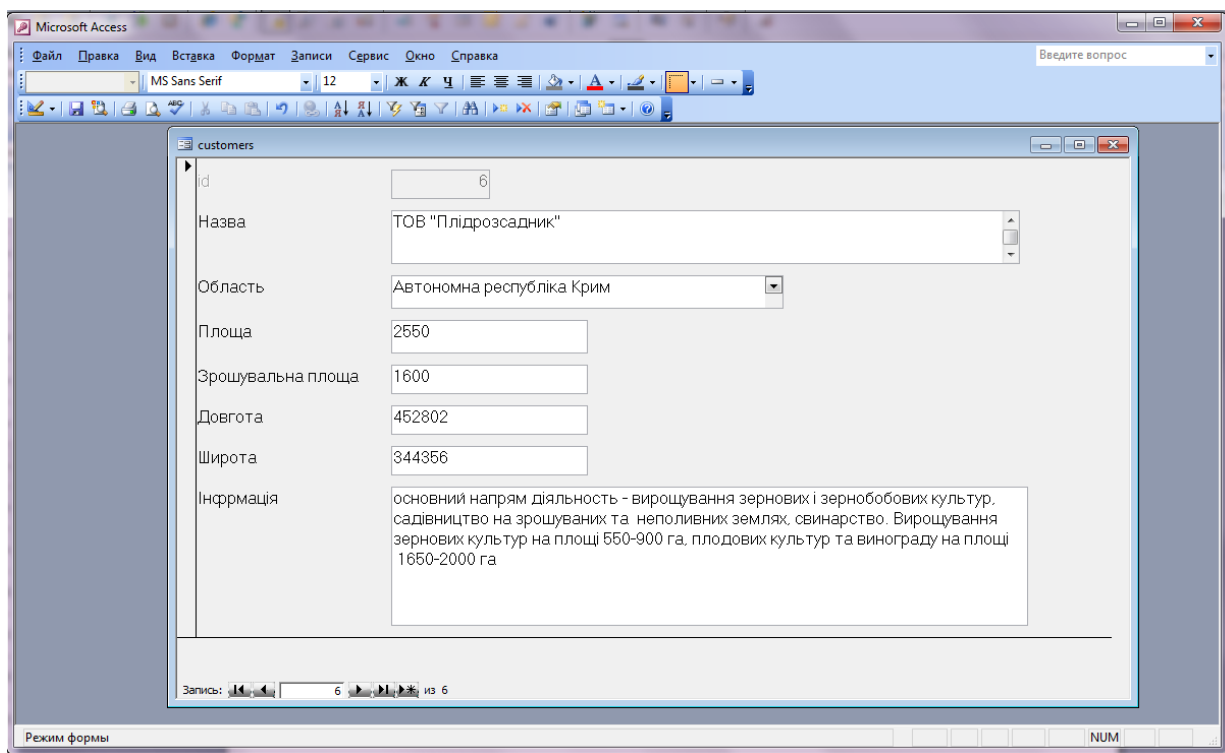 Microsoft Access
Файл Правка Вид Вставка Формат Записи Сервис Окно Справка
Введите вопрос
MS Sans Serif 12 Ж К Ч
customers
id 6
Назва ТОВ "Плідрозсадник"
Область Автономна республіка Крим
Площа 2550
Зрошувальна площа 1600
Довгота 452802
Широта 344356
Інформація основний напрям діяльность - вирощування зернових і зернобобових культур,
садівництво на зрошуваних та неполивних землях, свинарство. Вирощування
зернових культур на площі 550-900 га, плодових культур та винограду на площі
1650-2000 га
Запись: 6 из 6
Режим формы NUM